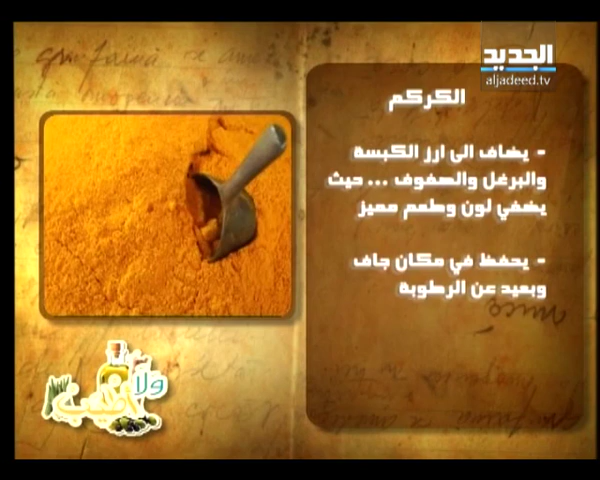 الجديد
aljadeed.tv
الكركم
- يضاف الى ارز الكبسة
والبرغل والصفوف ... حيث
يضفي لون وطعم مميز
- يحفظ في مكان جاف
وبعيد عن الرطوبة
ولا
أطيب